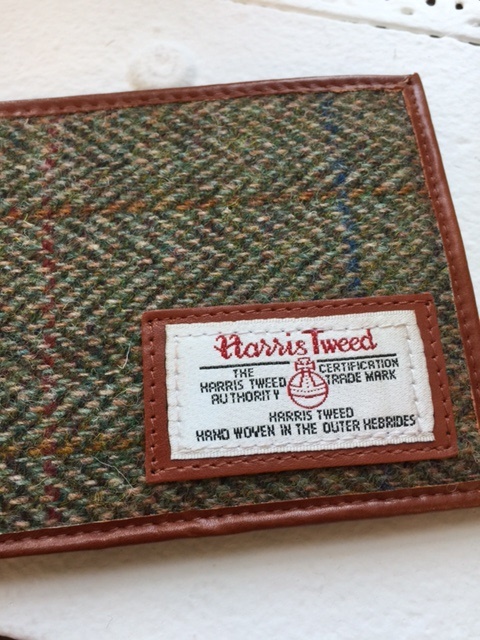 Harris Tweed
THE CERTIFICATION
HARRIS TWEED TRADE MARK
AUTHORITY
HARRIS TWEED
HAND WOVEN IN THE OUTER HEBRIDES